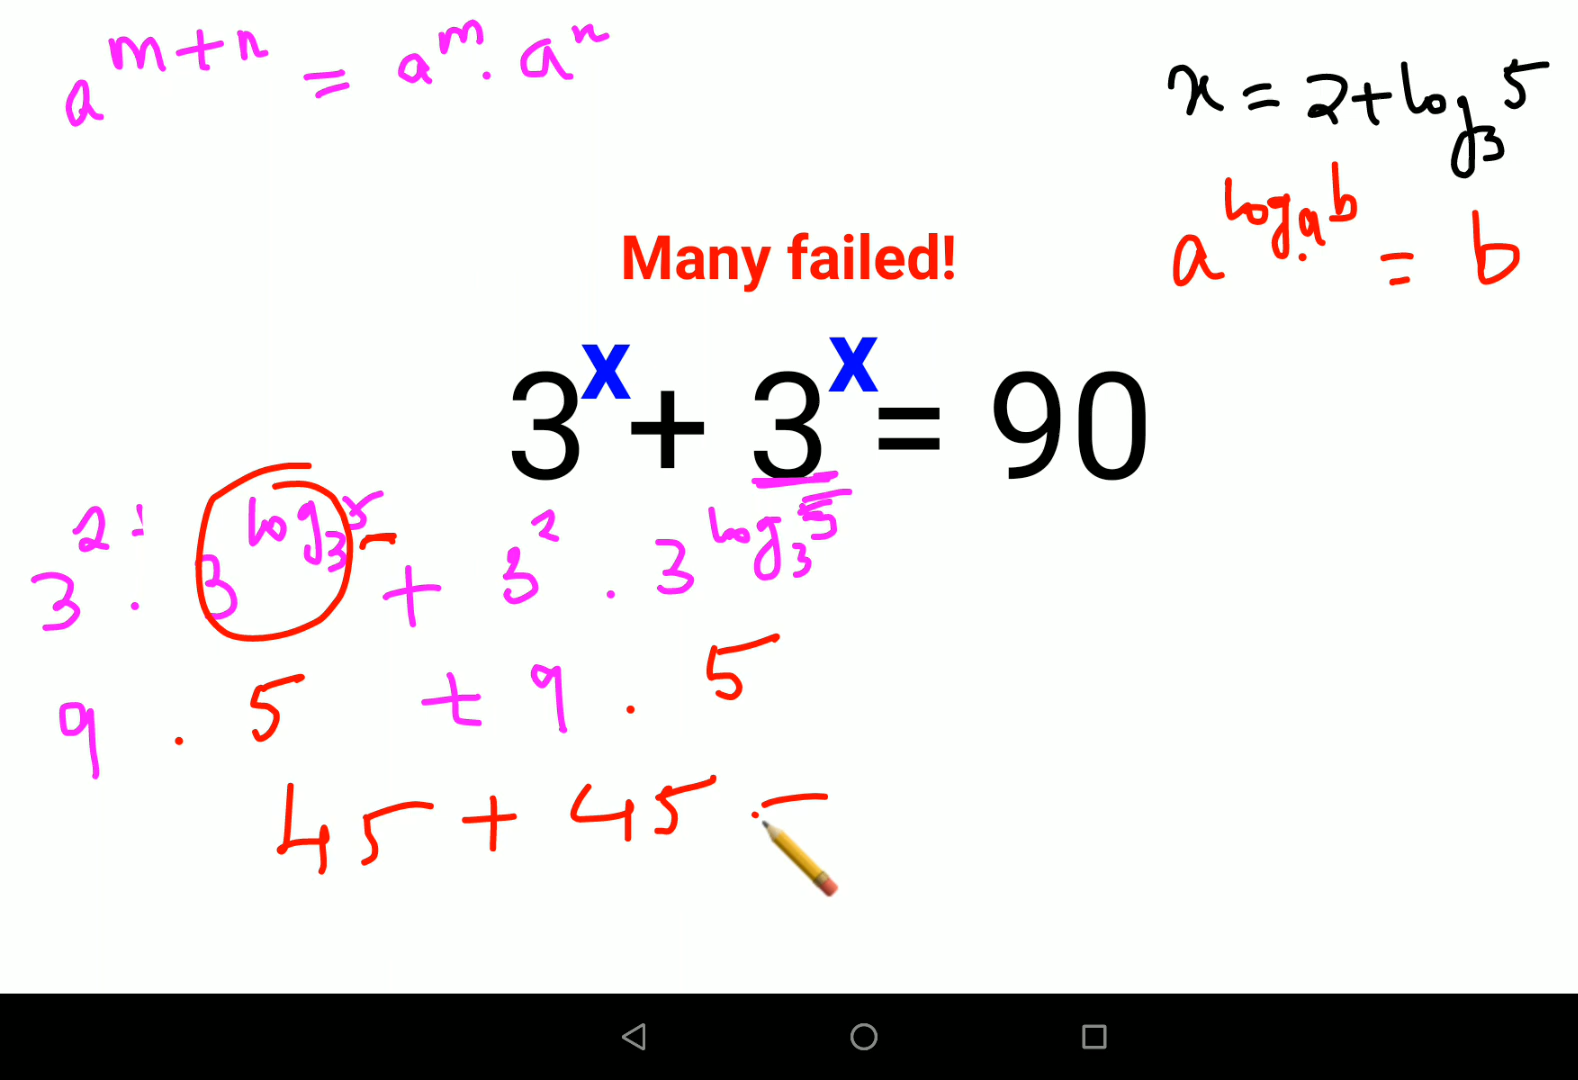 a^{m+n} = a^m . a^n
x = 2 + log_3 5
a^{log_a b} = b
Many failed!
3^x + 3^x = 90
3^2 . 3^{log_3 5} + 3^2 . 3^{log_3 5}
9 . 5 + 9 . 5
45 + 45